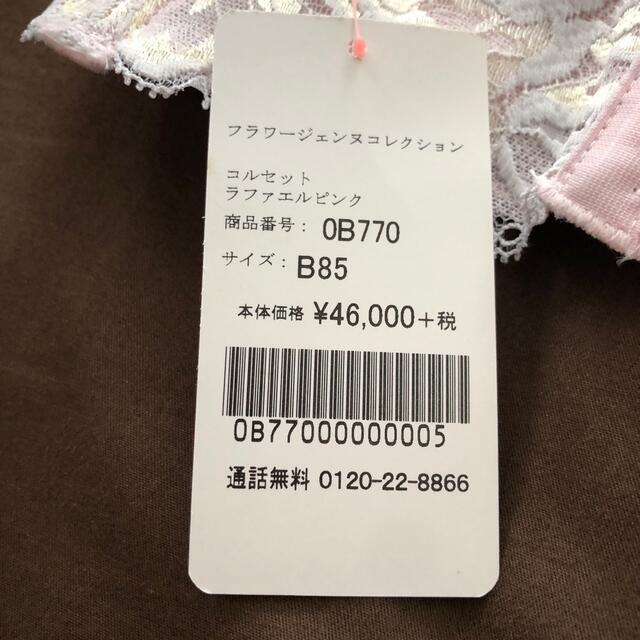 フラワージェンヌコレクション
コルセット
ラファエルピンク
商品番号： 0B770
サイズ： B85
本体価格 ¥46,000+税
0B77000000005
通話無料 0120-22-8866